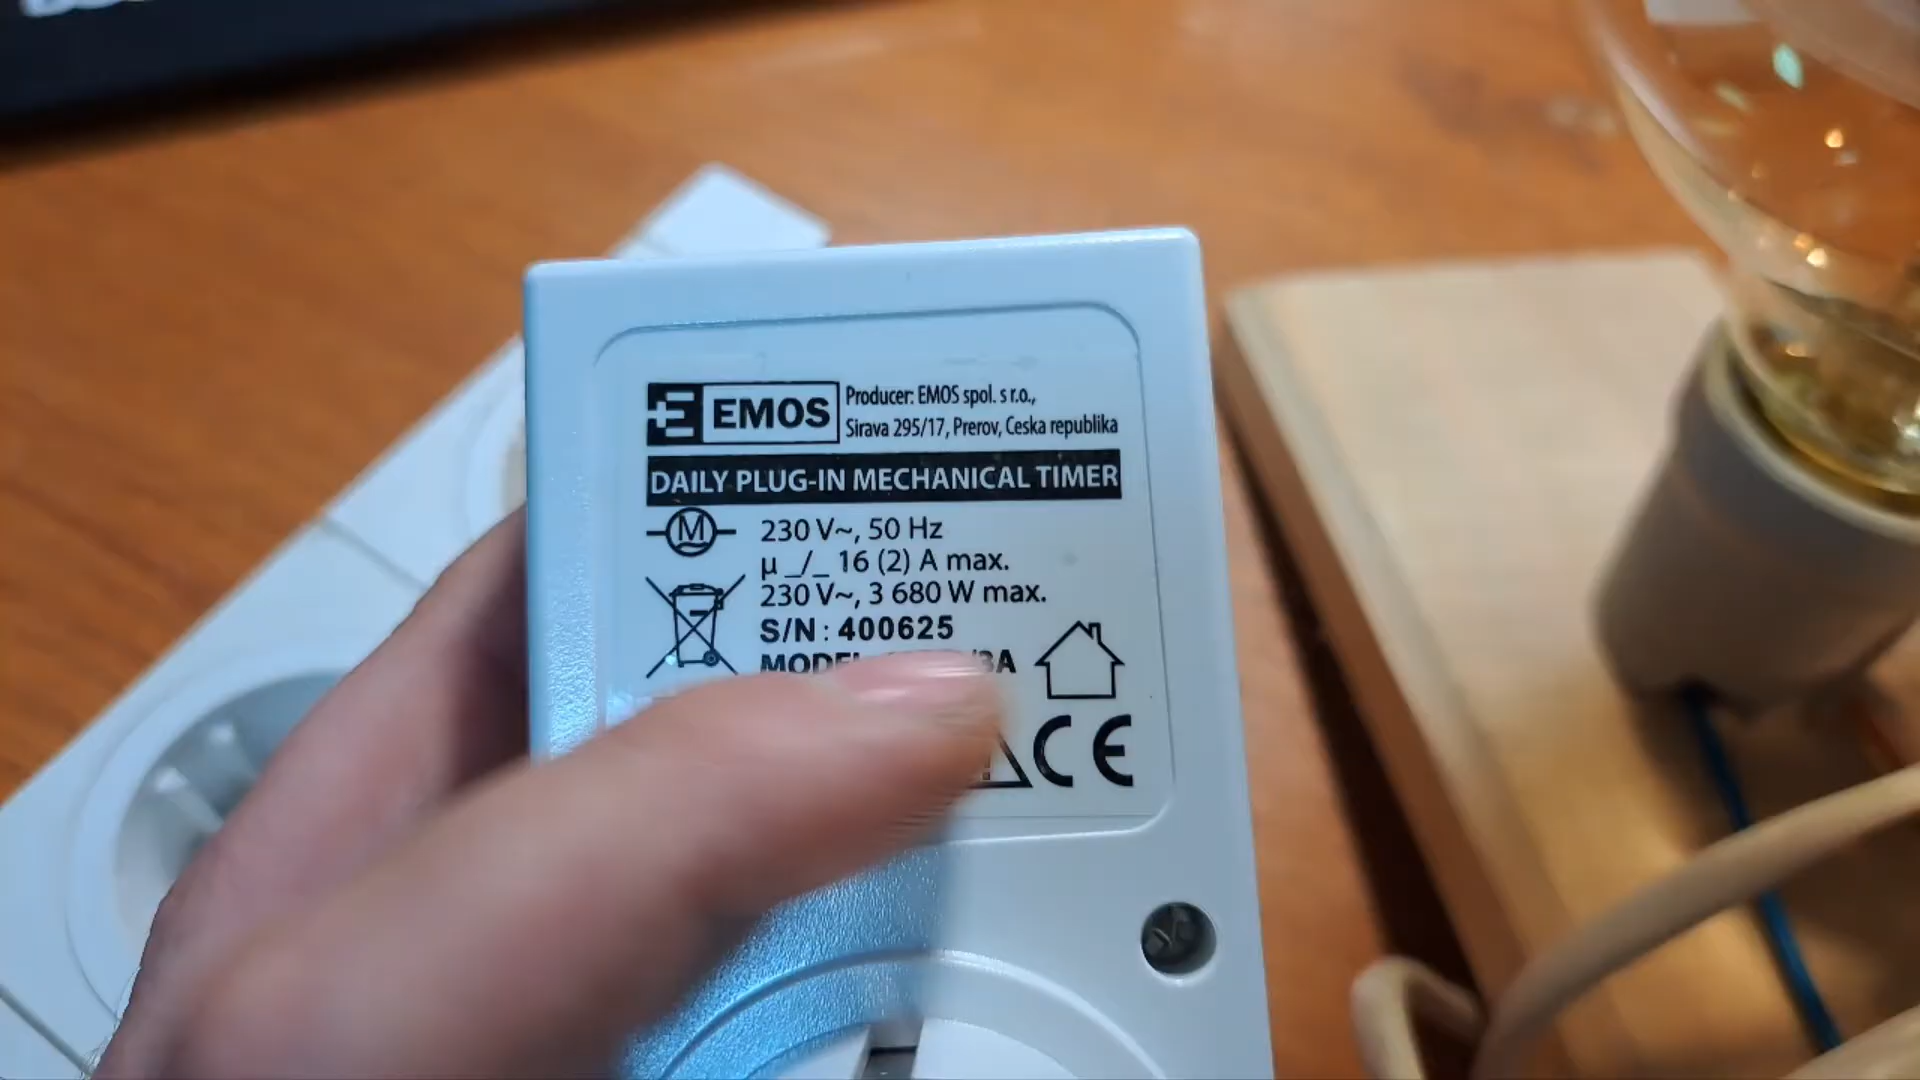 EMOS
Producer: EMOS spol. s r.o.,
Sirava 295/17, Prerov, Ceska republika
DAILY PLUG-IN MECHANICAL TIMER
M 230 V~, 50 Hz
µ _/_ 16 (2) A max.
230 V~, 3 680 W max.
S/N : 400625
CE